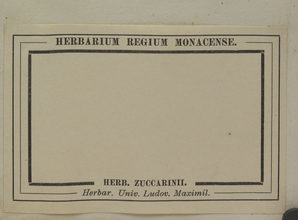 HERBARIUM REGIUM MONACENSE.
HERB. ZUCCARINII.
Herbar. Univ. Ludov. Maximil.